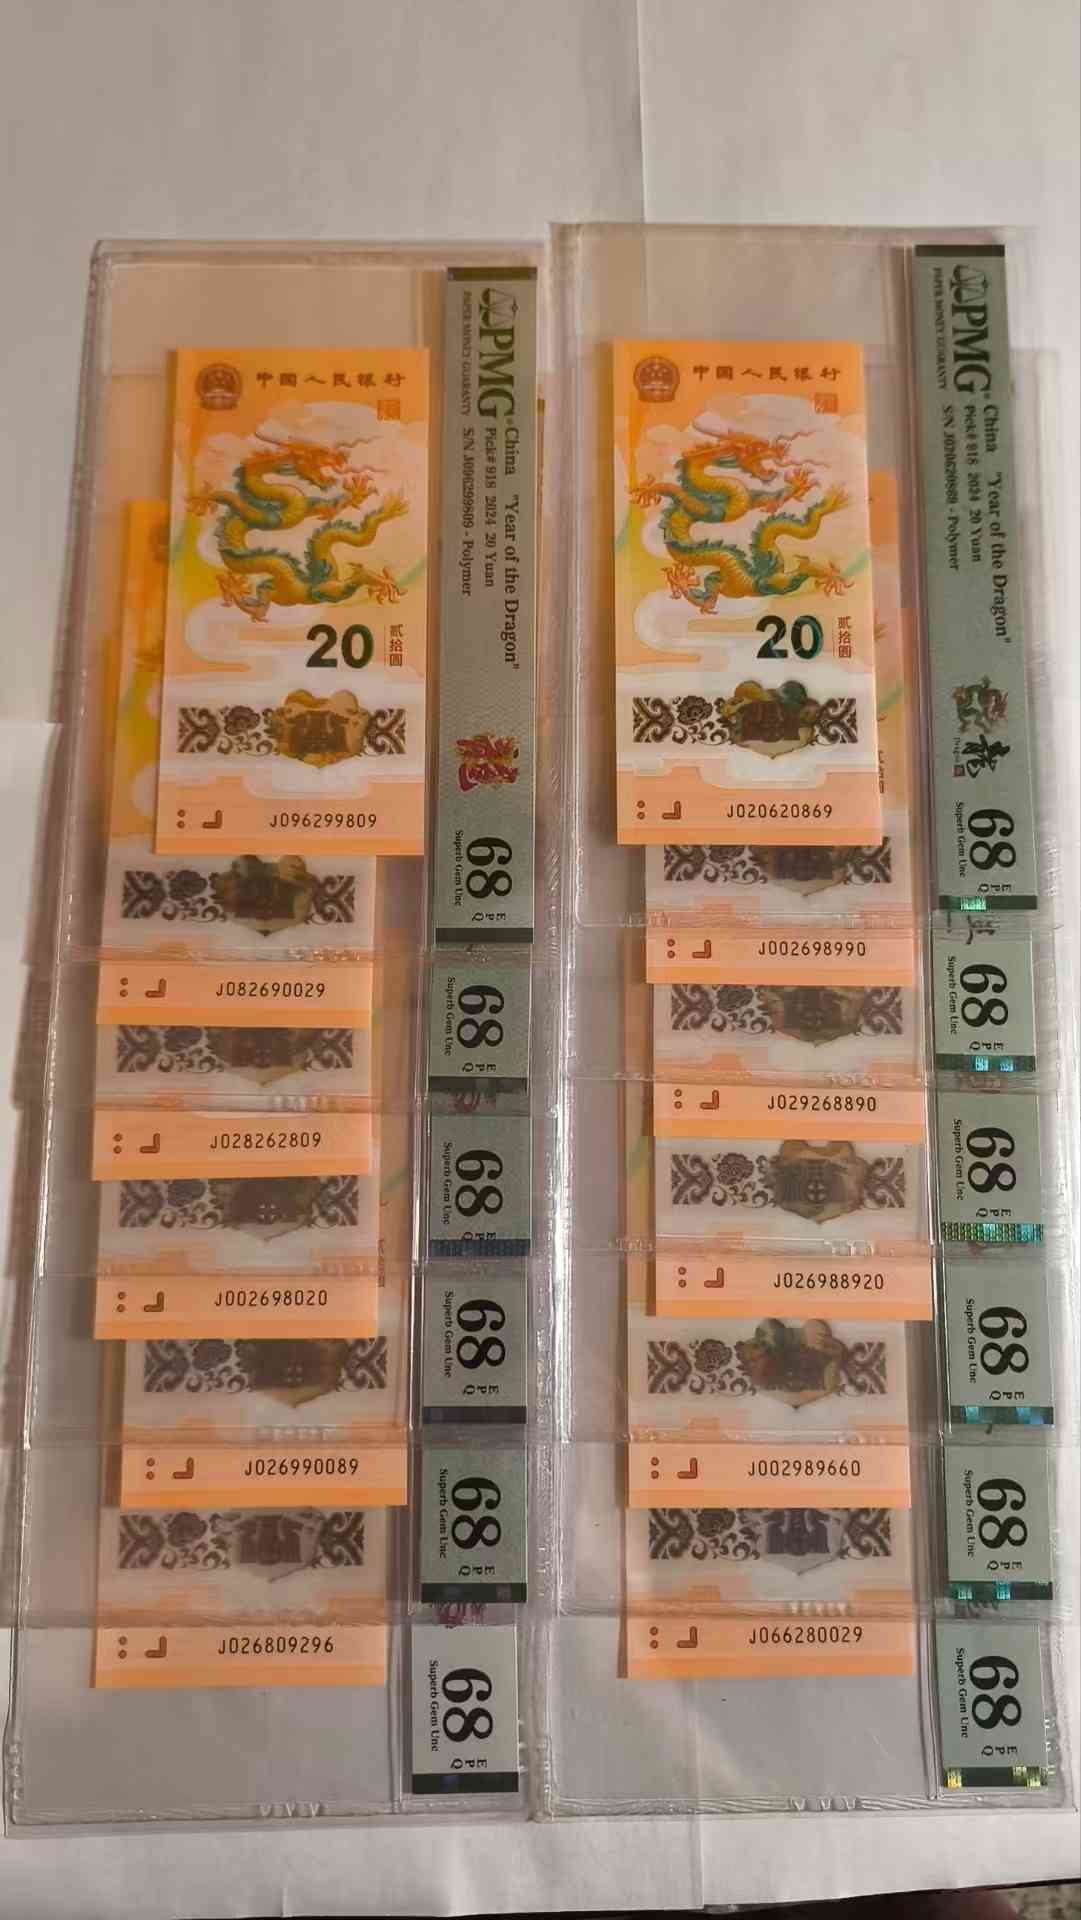 中国人民银行
20
贰拾圆
J096299809
PMG
PAPER MONEY GUARANTY
China "Year of the Dragon"
Pick# 918 2024 20 Yuan
S/N J096299809 - Polymer
68
Superb Gem Unc
EPQ
J082690029
68
Superb Gem Unc
EPQ
J028262809
68
Superb Gem Unc
EPQ
J002698020
68
Superb Gem Unc
EPQ
J026990089
68
Superb Gem Unc
EPQ
J026809296
68
Superb Gem Unc
EPQ
中国人民银行
20
贰拾圆
J020620869
PMG
PAPER MONEY GUARANTY
China "Year of the Dragon"
Pick# 918 2024 20 Yuan
S/N J020620869 - Polymer
龍
Dragon
68
Superb Gem Unc
EPQ
J002698990
68
Superb Gem Unc
EPQ
J029268890
68
Superb Gem Unc
EPQ
J026988920
68
Superb Gem Unc
EPQ
J002989660
68
Superb Gem Unc
EPQ
J066280029
68
Superb Gem Unc
EPQ